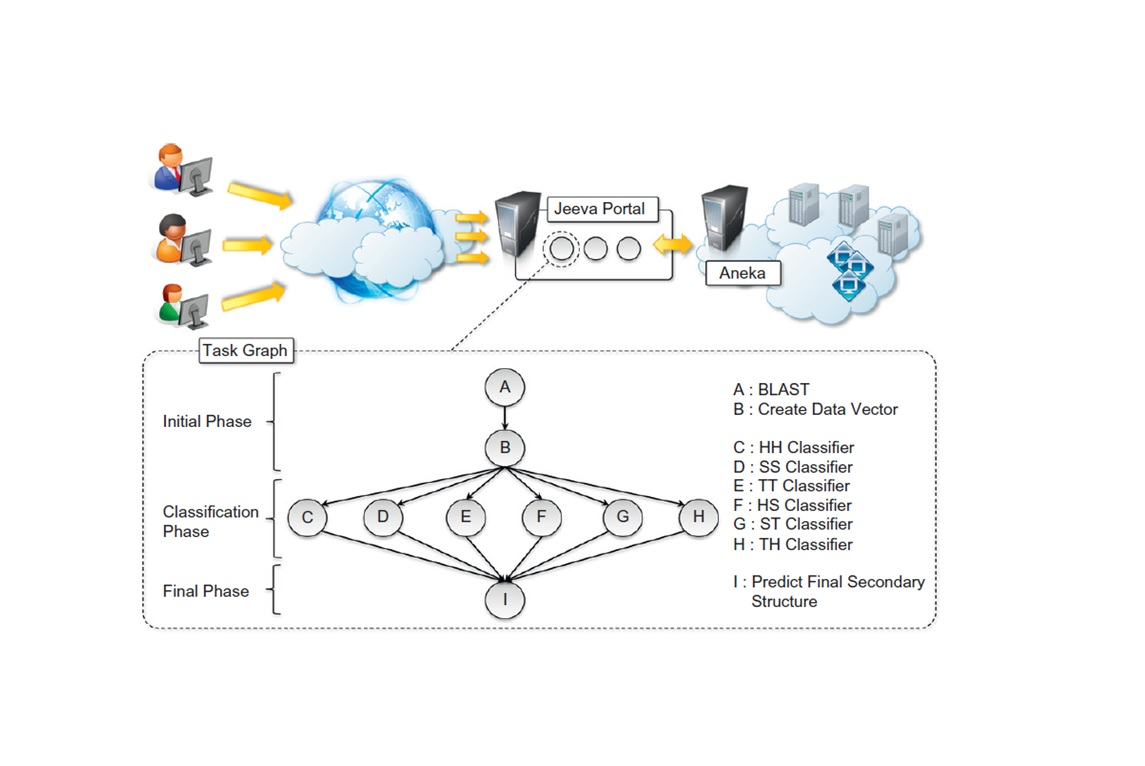 Jeeva Portal
Aneka
Task Graph
Initial Phase
Classification
Phase
Final Phase
A
B
C
D
E
F
G
H
I
A : BLAST
B : Create Data Vector
C : HH Classifier
D : SS Classifier
E : TT Classifier
F : HS Classifier
G : ST Classifier
H : TH Classifier
I : Predict Final Secondary
Structure